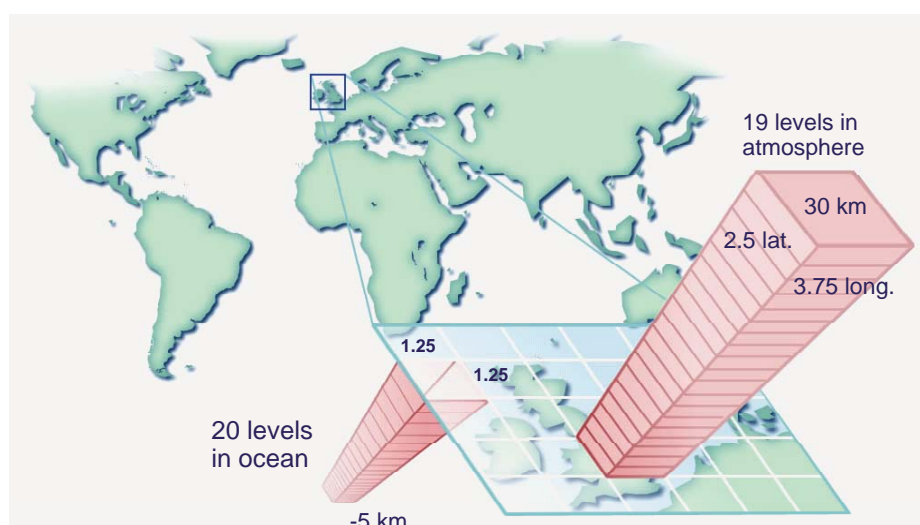 19 levels in
atmosphere
30 km
2.5 lat.
3.75 long.
1.25
1.25
20 levels
in ocean
-5 km